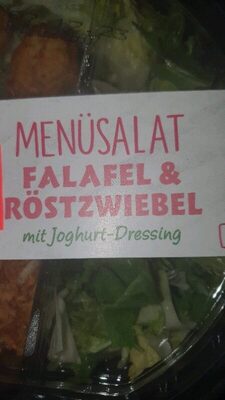 MENÜSALAT
FALAFEL &
RÖSTZWIEBEL
mit Joghurt-Dressing